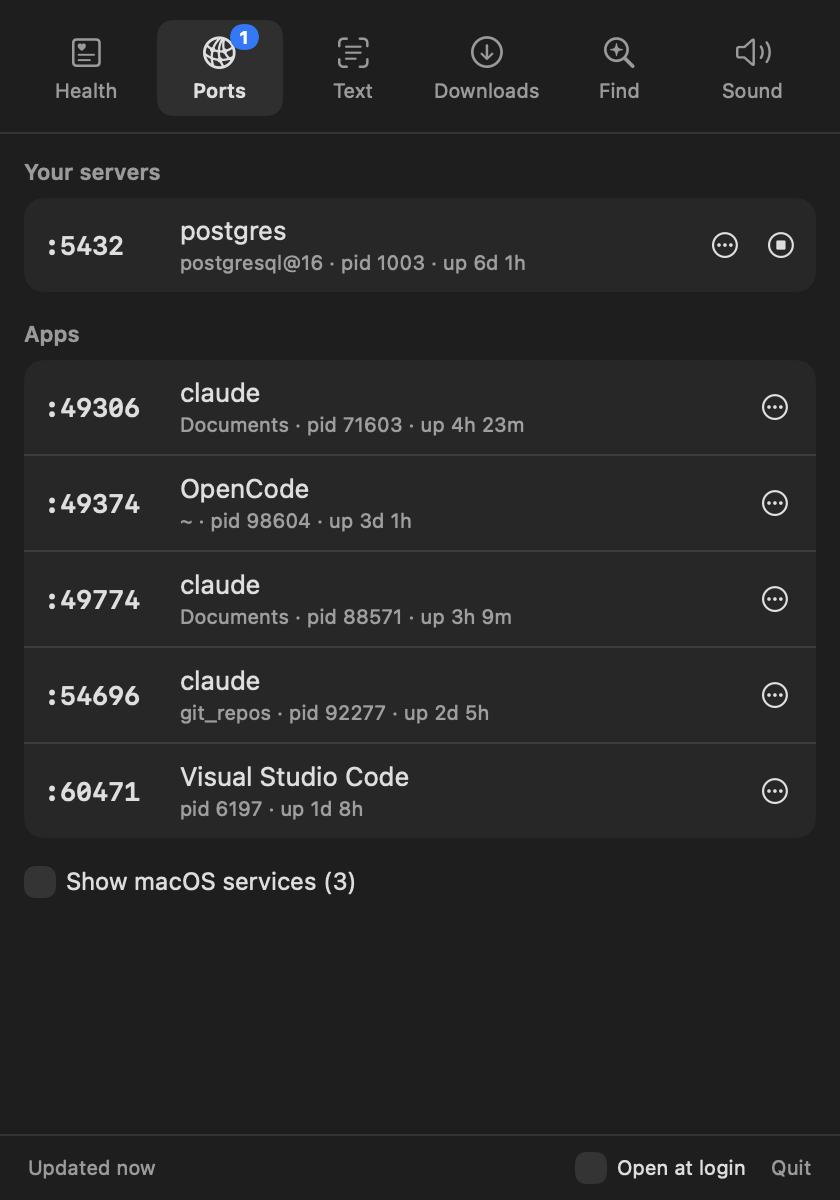 1
Health
Ports
Text
Downloads
Find
Sound
Your servers
:5432
postgres
postgresql@16 · pid 1003 · up 6d 1h
Apps
:49306
claude
Documents · pid 71603 · up 4h 23m
:49374
OpenCode
~ · pid 98604 · up 3d 1h
:49774
claude
Documents · pid 88571 · up 3h 9m
:54696
claude
git_repos · pid 92277 · up 2d 5h
:60471
Visual Studio Code
pid 6197 · up 1d 8h
Show macOS services (3)
Updated now
Open at login
Quit